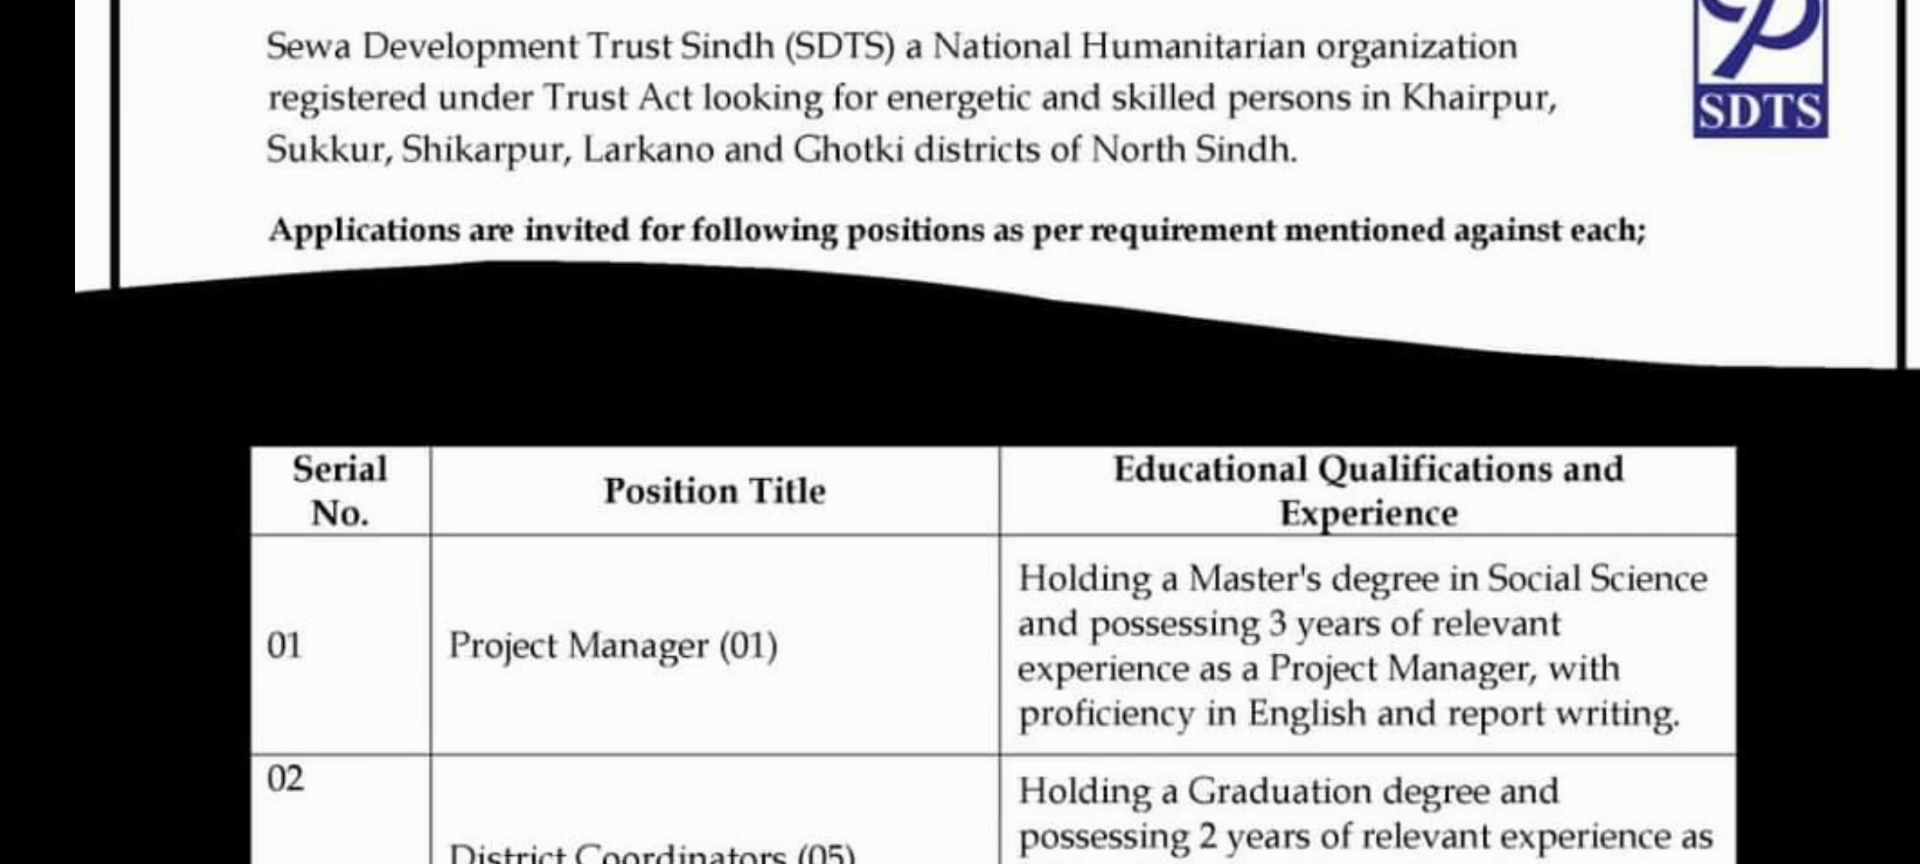 Sewa Development Trust Sindh (SDTS) a National Humanitarian organization
registered under Trust Act looking for energetic and skilled persons in Khairpur,
Sukkur, Shikarpur, Larkano and Ghotki districts of North Sindh.
SDTS
Applications are invited for following positions as per requirement mentioned against each;
Serial
No.
Position Title
Educational Qualifications and
Experience
01
Project Manager (01)
Holding a Master's degree in Social Science
and possessing 3 years of relevant
experience as a Project Manager, with
proficiency in English and report writing.
02
District Coordinators (05)
Holding a Graduation degree and
possessing 2 years of relevant experience as